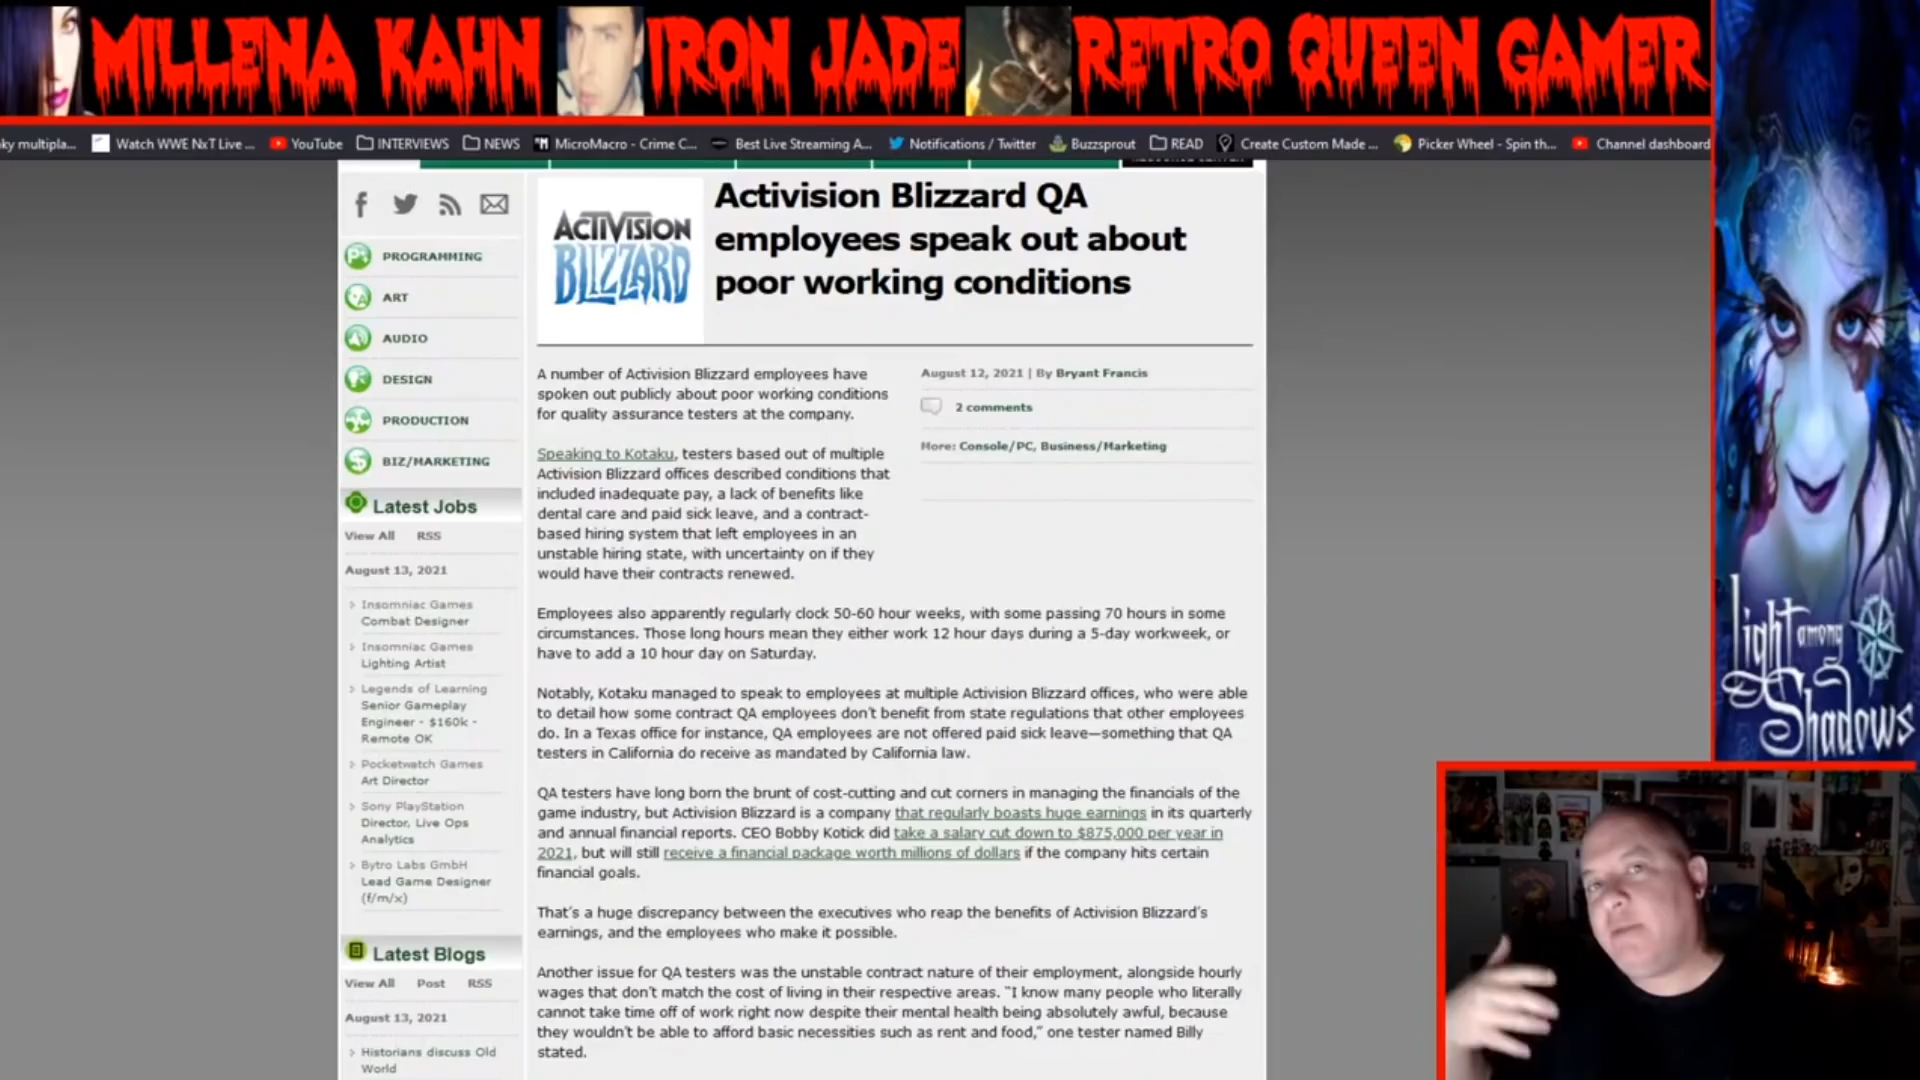 MILLENA KAHN
IRON JADE
RETRO QUEEN GAMER
ky multipla...
Watch WWE NxT Live ...
YouTube
INTERVIEWS
NEWS
MicroMacro - Crime C...
Best Live Streaming A...
Notifications / Twitter
Buzzsprout
READ
Create Custom Made ...
Picker Wheel - Spin th...
Channel dashboard
PROGRAMMING
ART
AUDIO
DESIGN
PRODUCTION
BIZ/MARKETING
Latest Jobs
View All RSS
August 13, 2021
Insomniac Games
Combat Designer
Insomniac Games
Lighting Artist
Legends of Learning
Senior Gameplay
Engineer - $160k -
Remote OK
Pocketwatch Games
Art Director
Sony PlayStation
Director, Live Ops
Analytics
Bytro Labs GmbH
Lead Game Designer
(f/m/x)
Latest Blogs
View All Post RSS
August 13, 2021
Historians discuss Old
World
ACTIVISION
BLIZZARD
Activision Blizzard QA
employees speak out about
poor working conditions
August 12, 2021 | By Bryant Francis
2 comments
More: Console/PC, Business/Marketing
A number of Activision Blizzard employees have
spoken out publicly about poor working conditions
for quality assurance testers at the company.
Speaking to Kotaku, testers based out of multiple
Activision Blizzard offices described conditions that
included inadequate pay, a lack of benefits like
dental care and paid sick leave, and a contract-
based hiring system that left employees in an
unstable hiring state, with uncertainty on if they
would have their contracts renewed.
Employees also apparently regularly clock 50-60 hour weeks, with some passing 70 hours in some
circumstances. Those long hours mean they either work 12 hour days during a 5-day workweek, or
have to add a 10 hour day on Saturday.
Notably, Kotaku managed to speak to employees at multiple Activision Blizzard offices, who were able
to detail how some contract QA employees don't benefit from state regulations that other employees
do. In a Texas office for instance, QA employees are not offered paid sick leave—something that QA
testers in California do receive as mandated by California law.
QA testers have long born the brunt of cost-cutting and cut corners in managing the financials of the
game industry, but Activision Blizzard is a company that regularly boasts huge earnings in its quarterly
and annual financial reports. CEO Bobby Kotick did take a salary cut down to $875,000 per year in
2021, but will still receive a financial package worth millions of dollars if the company hits certain
financial goals.
That's a huge discrepancy between the executives who reap the benefits of Activision Blizzard's
earnings, and the employees who make it possible.
Another issue for QA testers was the unstable contract nature of their employment, alongside hourly
wages that don't match the cost of living in their respective areas. "I know many people who literally
cannot take time off of work right now despite their mental health being absolutely awful, because
they wouldn't be able to afford basic necessities such as rent and food," one tester named Billy
stated.
Light among
Shadows